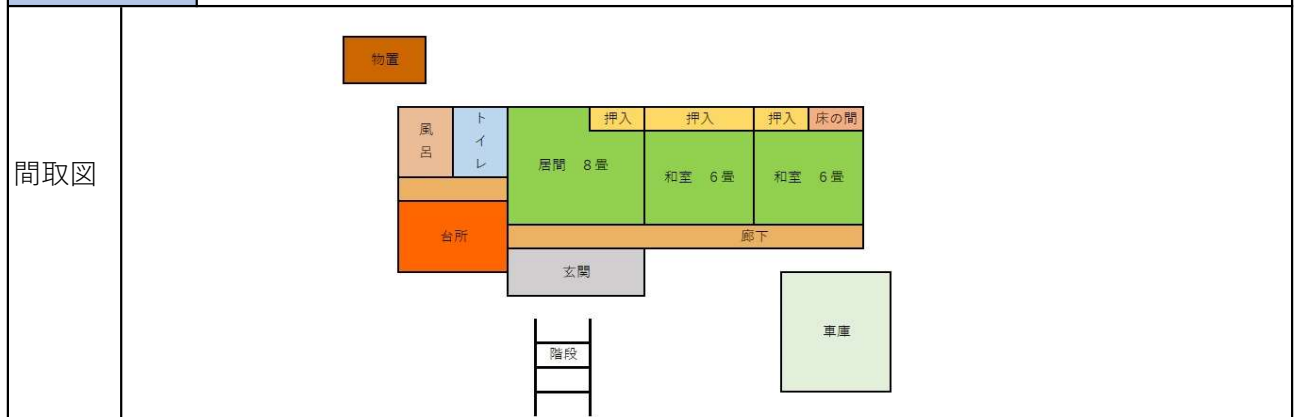 間取図
物置
風呂
トイレ
押入
押入
押入
床の間
居間　８畳
和室　６畳
和室　６畳
台所
廊下
玄関
車庫
階段